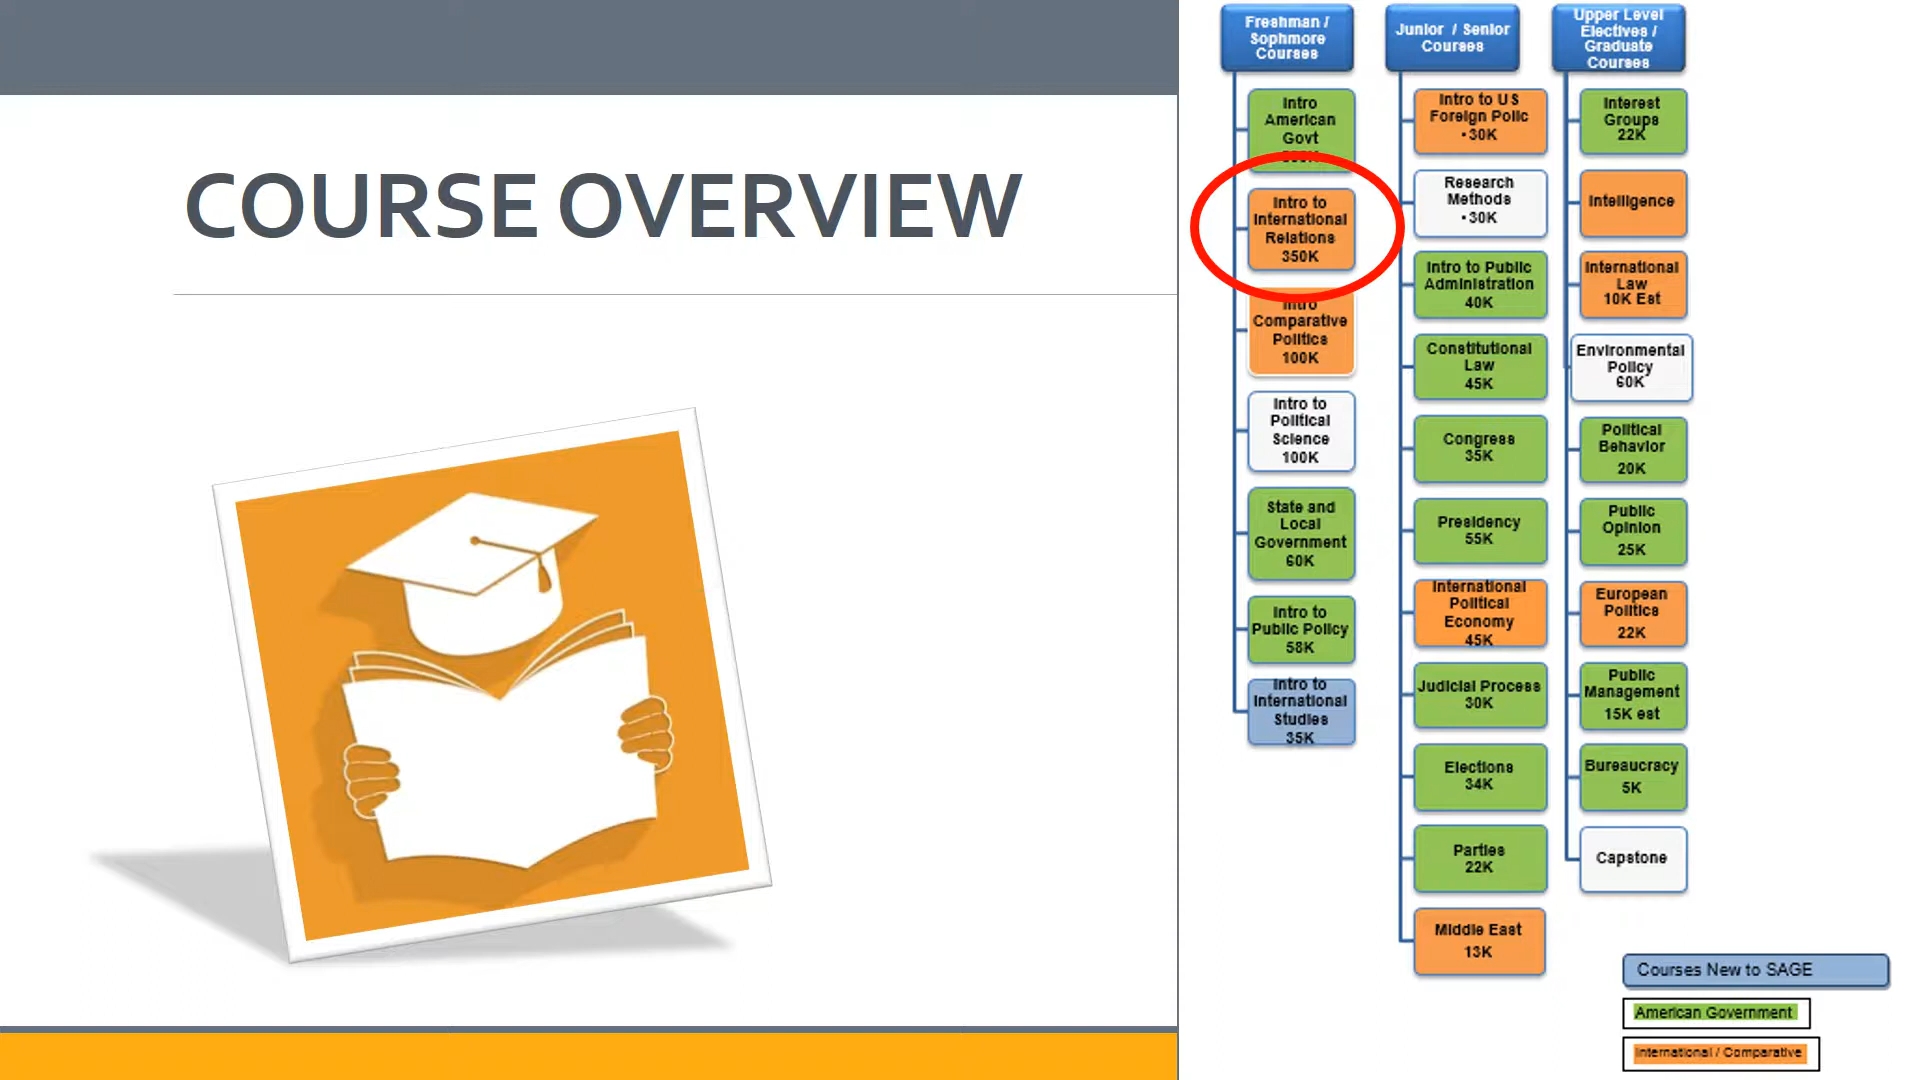 COURSE OVERVIEW
Freshman /
Sophmore
Courses
Intro
American
Govt
Intro to
International
Relations
350K
Intro
Comparative
Politics
100K
Intro to
Political
Science
100K
State and
Local
Government
60K
Intro to
Public Policy
58K
Intro to
International
Studies
35K
Junior / Senior
Courses
Intro to US
Foreign Polic
• 30K
Research
Methods
• 30K
Intro to Public
Administration
40K
Constitutional
Law
45K
Congress
35K
Presidency
55K
International
Political
Economy
45K
Judicial Process
30K
Elections
34K
Parties
22K
Middle East
13K
Upper Level
Electives /
Graduate
Courses
Interest
Groups
22K
Intelligence
International
Law
10K Est
Environmental
Policy
60K
Political
Behavior
20K
Public
Opinion
25K
European
Politics
22K
Public
Management
15K est
Bureaucracy
5K
Capstone
Courses New to SAGE
American Government
International / Comparative